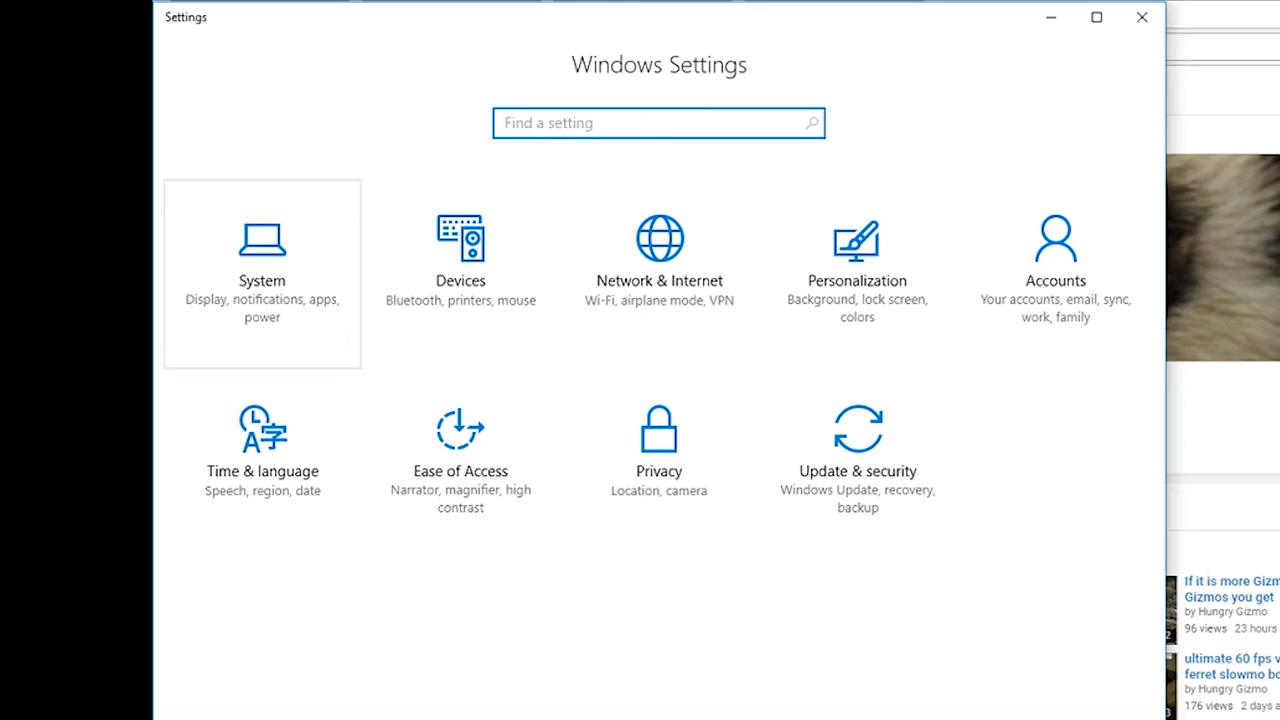 Settings
Windows Settings
Find a setting
System
Display, notifications, apps,
power
Devices
Bluetooth, printers, mouse
Network & Internet
Wi-Fi, airplane mode, VPN
Personalization
Background, lock screen,
colors
Accounts
Your accounts, email, sync,
work, family
Time & language
Speech, region, date
Ease of Access
Narrator, magnifier, high
contrast
Privacy
Location, camera
Update & security
Windows Update, recovery,
backup
If it is more
Gizmos you get
by Hungry Gizmo
96 views 23 hours
ultimate 60 fps
ferret slowmo
by Hungry Gizmo
176 views 2 days